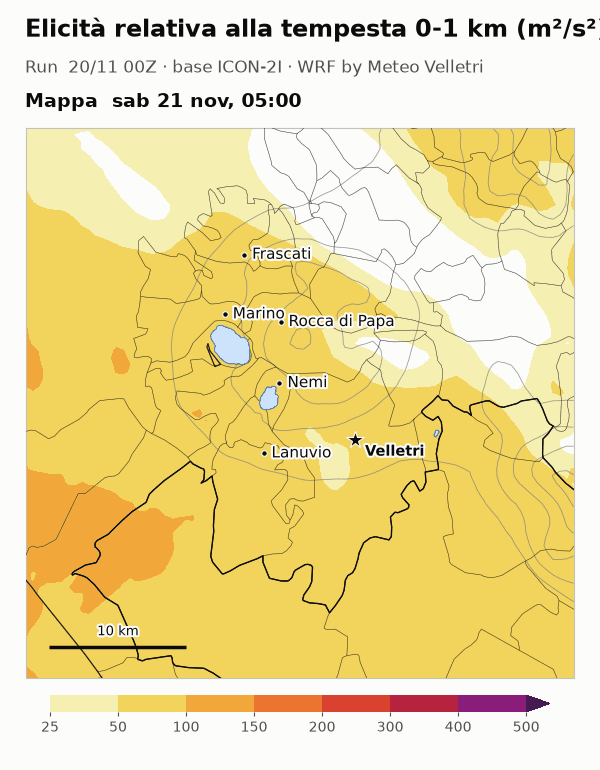 Elicità relativa alla tempesta 0-1 km (m²/s²)
Run  20/11 00Z · base ICON-2I · WRF by Meteo Velletri
Mappa  sab 21 nov, 05:00
Frascati
Marino
Rocca di Papa
Nemi
Velletri
Lanuvio
10 km
25 50 100 150 200 300 400 500